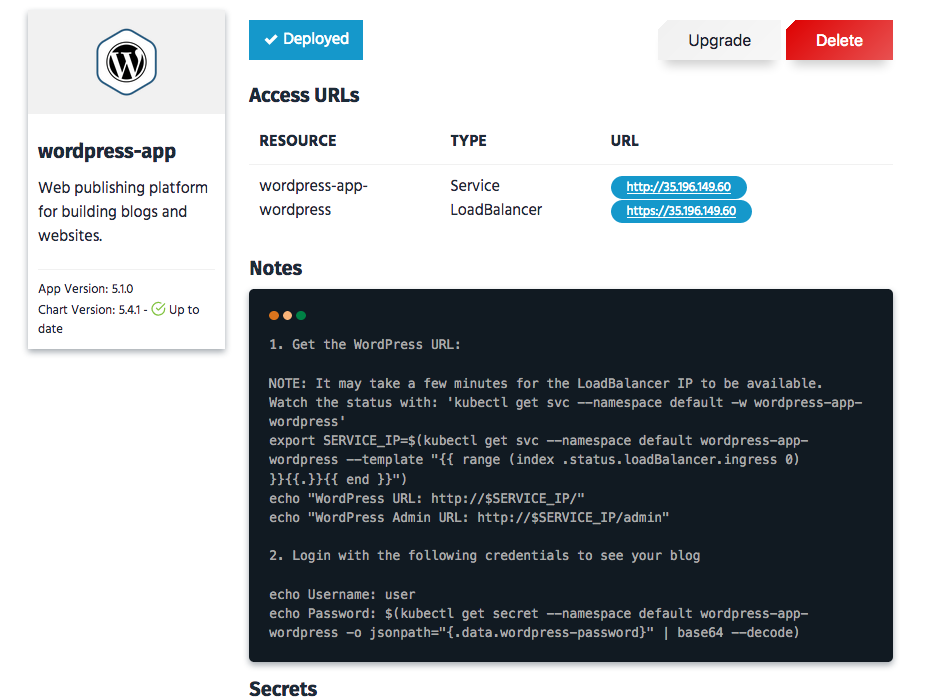 Deployed
Upgrade
Delete
wordpress-app
Web publishing platform
for building blogs and
websites.
App Version: 5.1.0
Chart Version: 5.4.1 - Up to
date
Access URLs
RESOURCE TYPE URL
wordpress-app- Service http://35.196.149.60
wordpress LoadBalancer https://35.196.149.60
Notes
1. Get the WordPress URL:
NOTE: It may take a few minutes for the LoadBalancer IP to be available.
Watch the status with: 'kubectl get svc --namespace default -w wordpress-app-
wordpress'
export SERVICE_IP=$(kubectl get svc --namespace default wordpress-app-
wordpress --template "{{ range (index .status.loadBalancer.ingress 0)
}}{{.}}{{ end }}")
echo "WordPress URL: http://$SERVICE_IP/"
echo "WordPress Admin URL: http://$SERVICE_IP/admin"
2. Login with the following credentials to see your blog
echo Username: user
echo Password: $(kubectl get secret --namespace default wordpress-app-
wordpress -o jsonpath="{.data.wordpress-password}" | base64 --decode)
Secrets